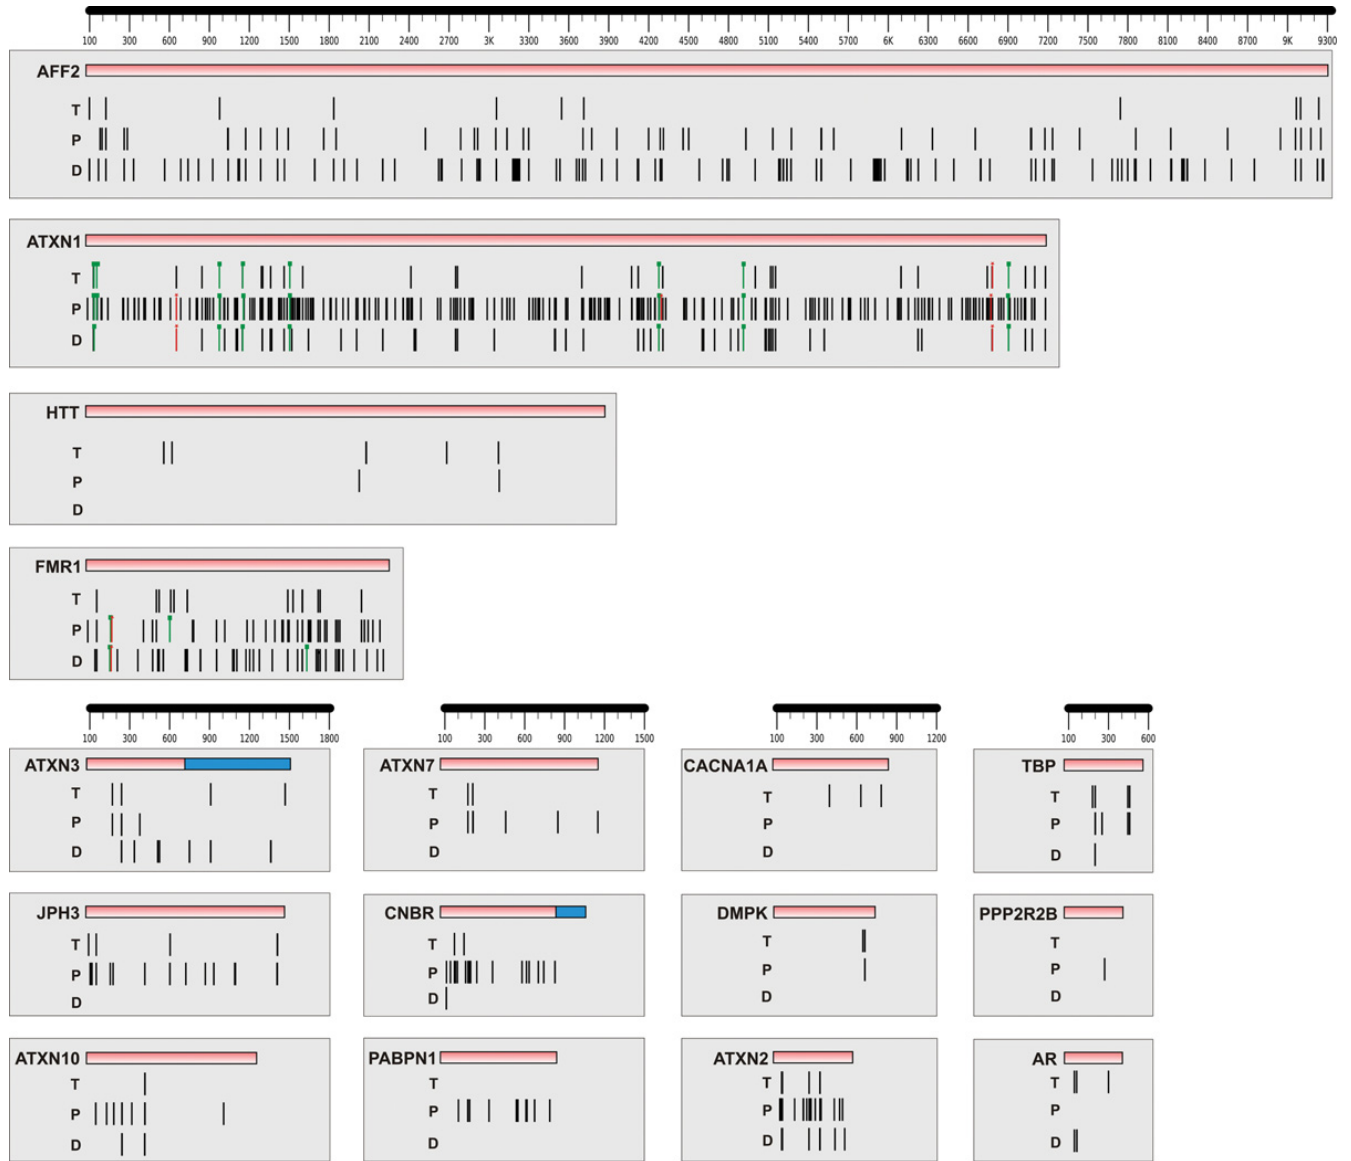 100 300 600 900 1200 1500 1800 2100 2400 2700 3K 3300 3600 3900 4200 4500 4800 5100 5400 5700 6K 6300 6600 6900 7200 7500 7800 8100 8400 8700 9K 9300
AFF2
T
P
D
ATXN1
T
P
D
HTT
T
P
D
FMR1
T
P
D
100 300 600 900 1200 1500 1800
100 300 600 900 1200 1500
100 300 600 900 1200
100 300 600
ATXN3
T
P
D
ATXN7
T
P
D
CACNA1A
T
P
D
TBP
T
P
D
JPH3
T
P
D
CNBR
T
P
D
DMPK
T
P
D
PPP2R2B
T
P
D
ATXN10
T
P
D
PABPN1
T
P
D
ATXN2
T
P
D
AR
T
P
D